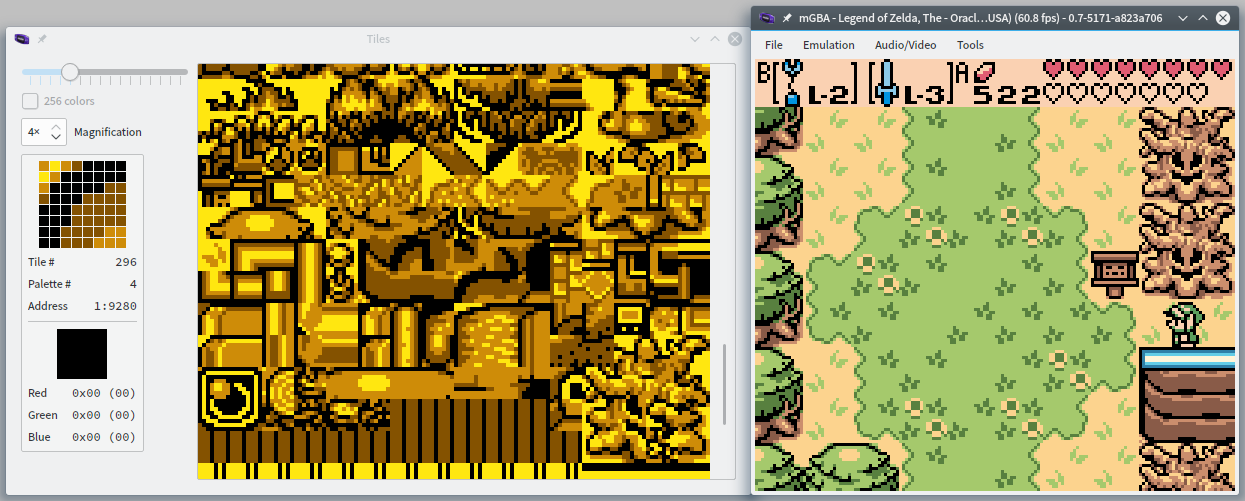 Tiles
256 colors
4× Magnification
Tile # 296
Palette # 4
Address 1:9280
Red 0x00 (00)
Green 0x00 (00)
Blue 0x00 (00)
mGBA - Legend of Zelda, The - Oracl...USA) (60.8 fps) - 0.7-5171-a823a706
File Emulation Audio/Video Tools
B[ ] [ ]A
L-2 L-3 522